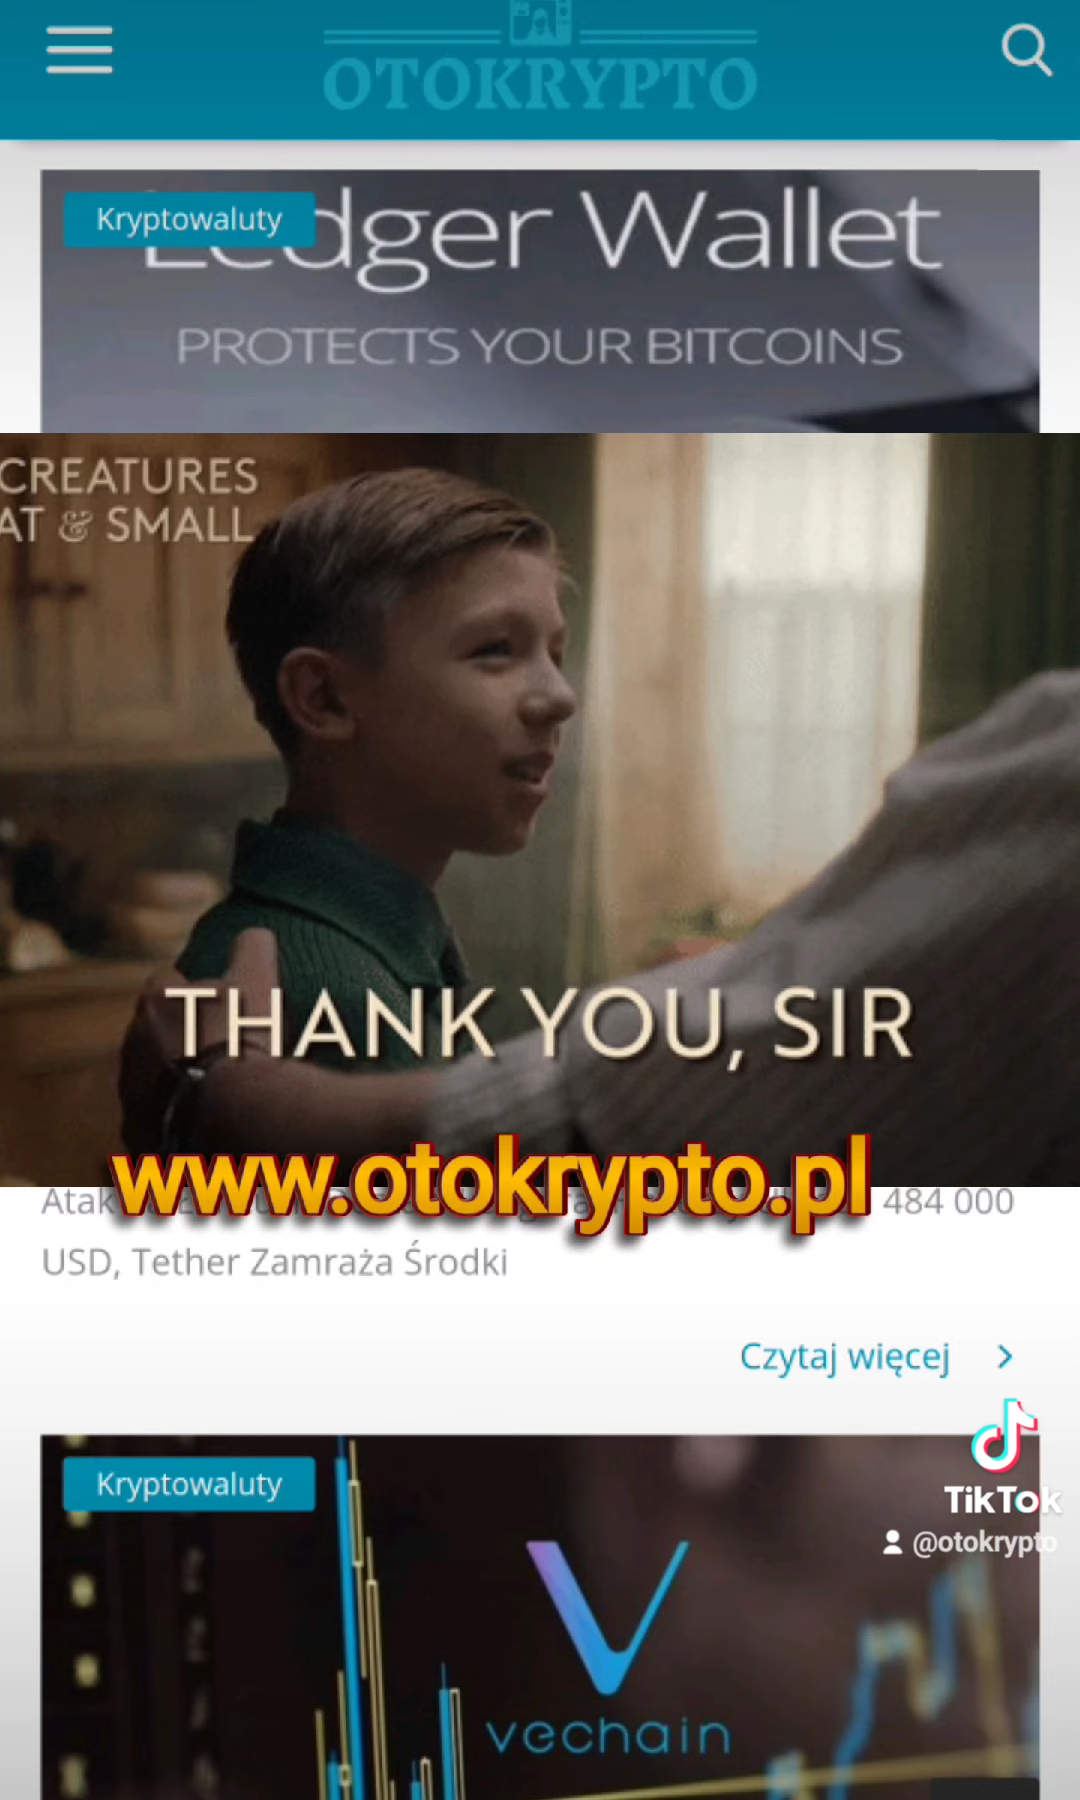 OTOKRYPTO
Kryptowaluty
Ledger Wallet
PROTECTS YOUR BITCOINS
CREATURES
AT & SMALL
THANK YOU, SIR
www.otokrypto.pl
484 000
USD, Tether Zamraża Środki
Czytaj więcej
Kryptowaluty
TikTok
@otokrypto
vechain